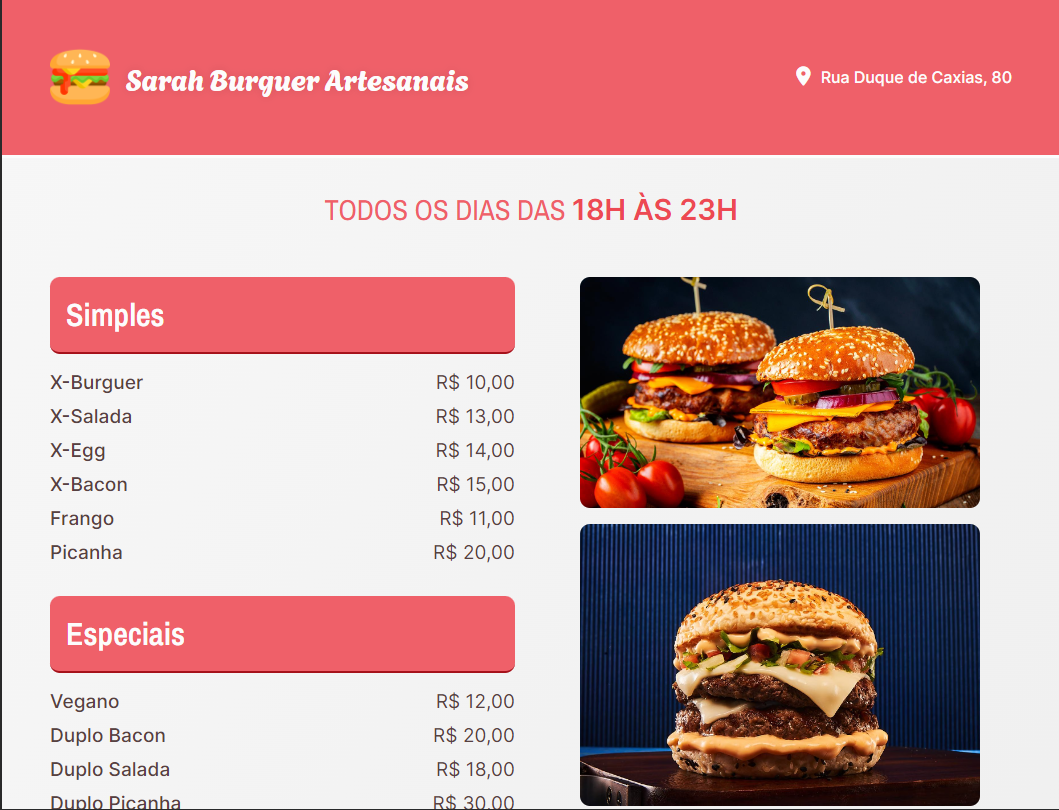 Sarah Burguer Artesanais
Rua Duque de Caxias, 80
TODOS OS DIAS DAS 18H ÀS 23H
Simples
X-Burguer R$ 10,00
X-Salada R$ 13,00
X-Egg R$ 14,00
X-Bacon R$ 15,00
Frango R$ 11,00
Picanha R$ 20,00
Especiais
Vegano R$ 12,00
Duplo Bacon R$ 20,00
Duplo Salada R$ 18,00
Duplo Picanha R$ 30,00